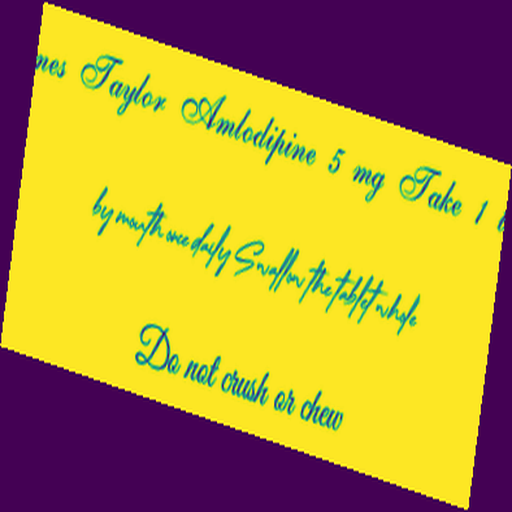 Taylor Amlodipine 5 mg Take 1
by mouth once daily Swallow the tablet whole
Do not crush or chew